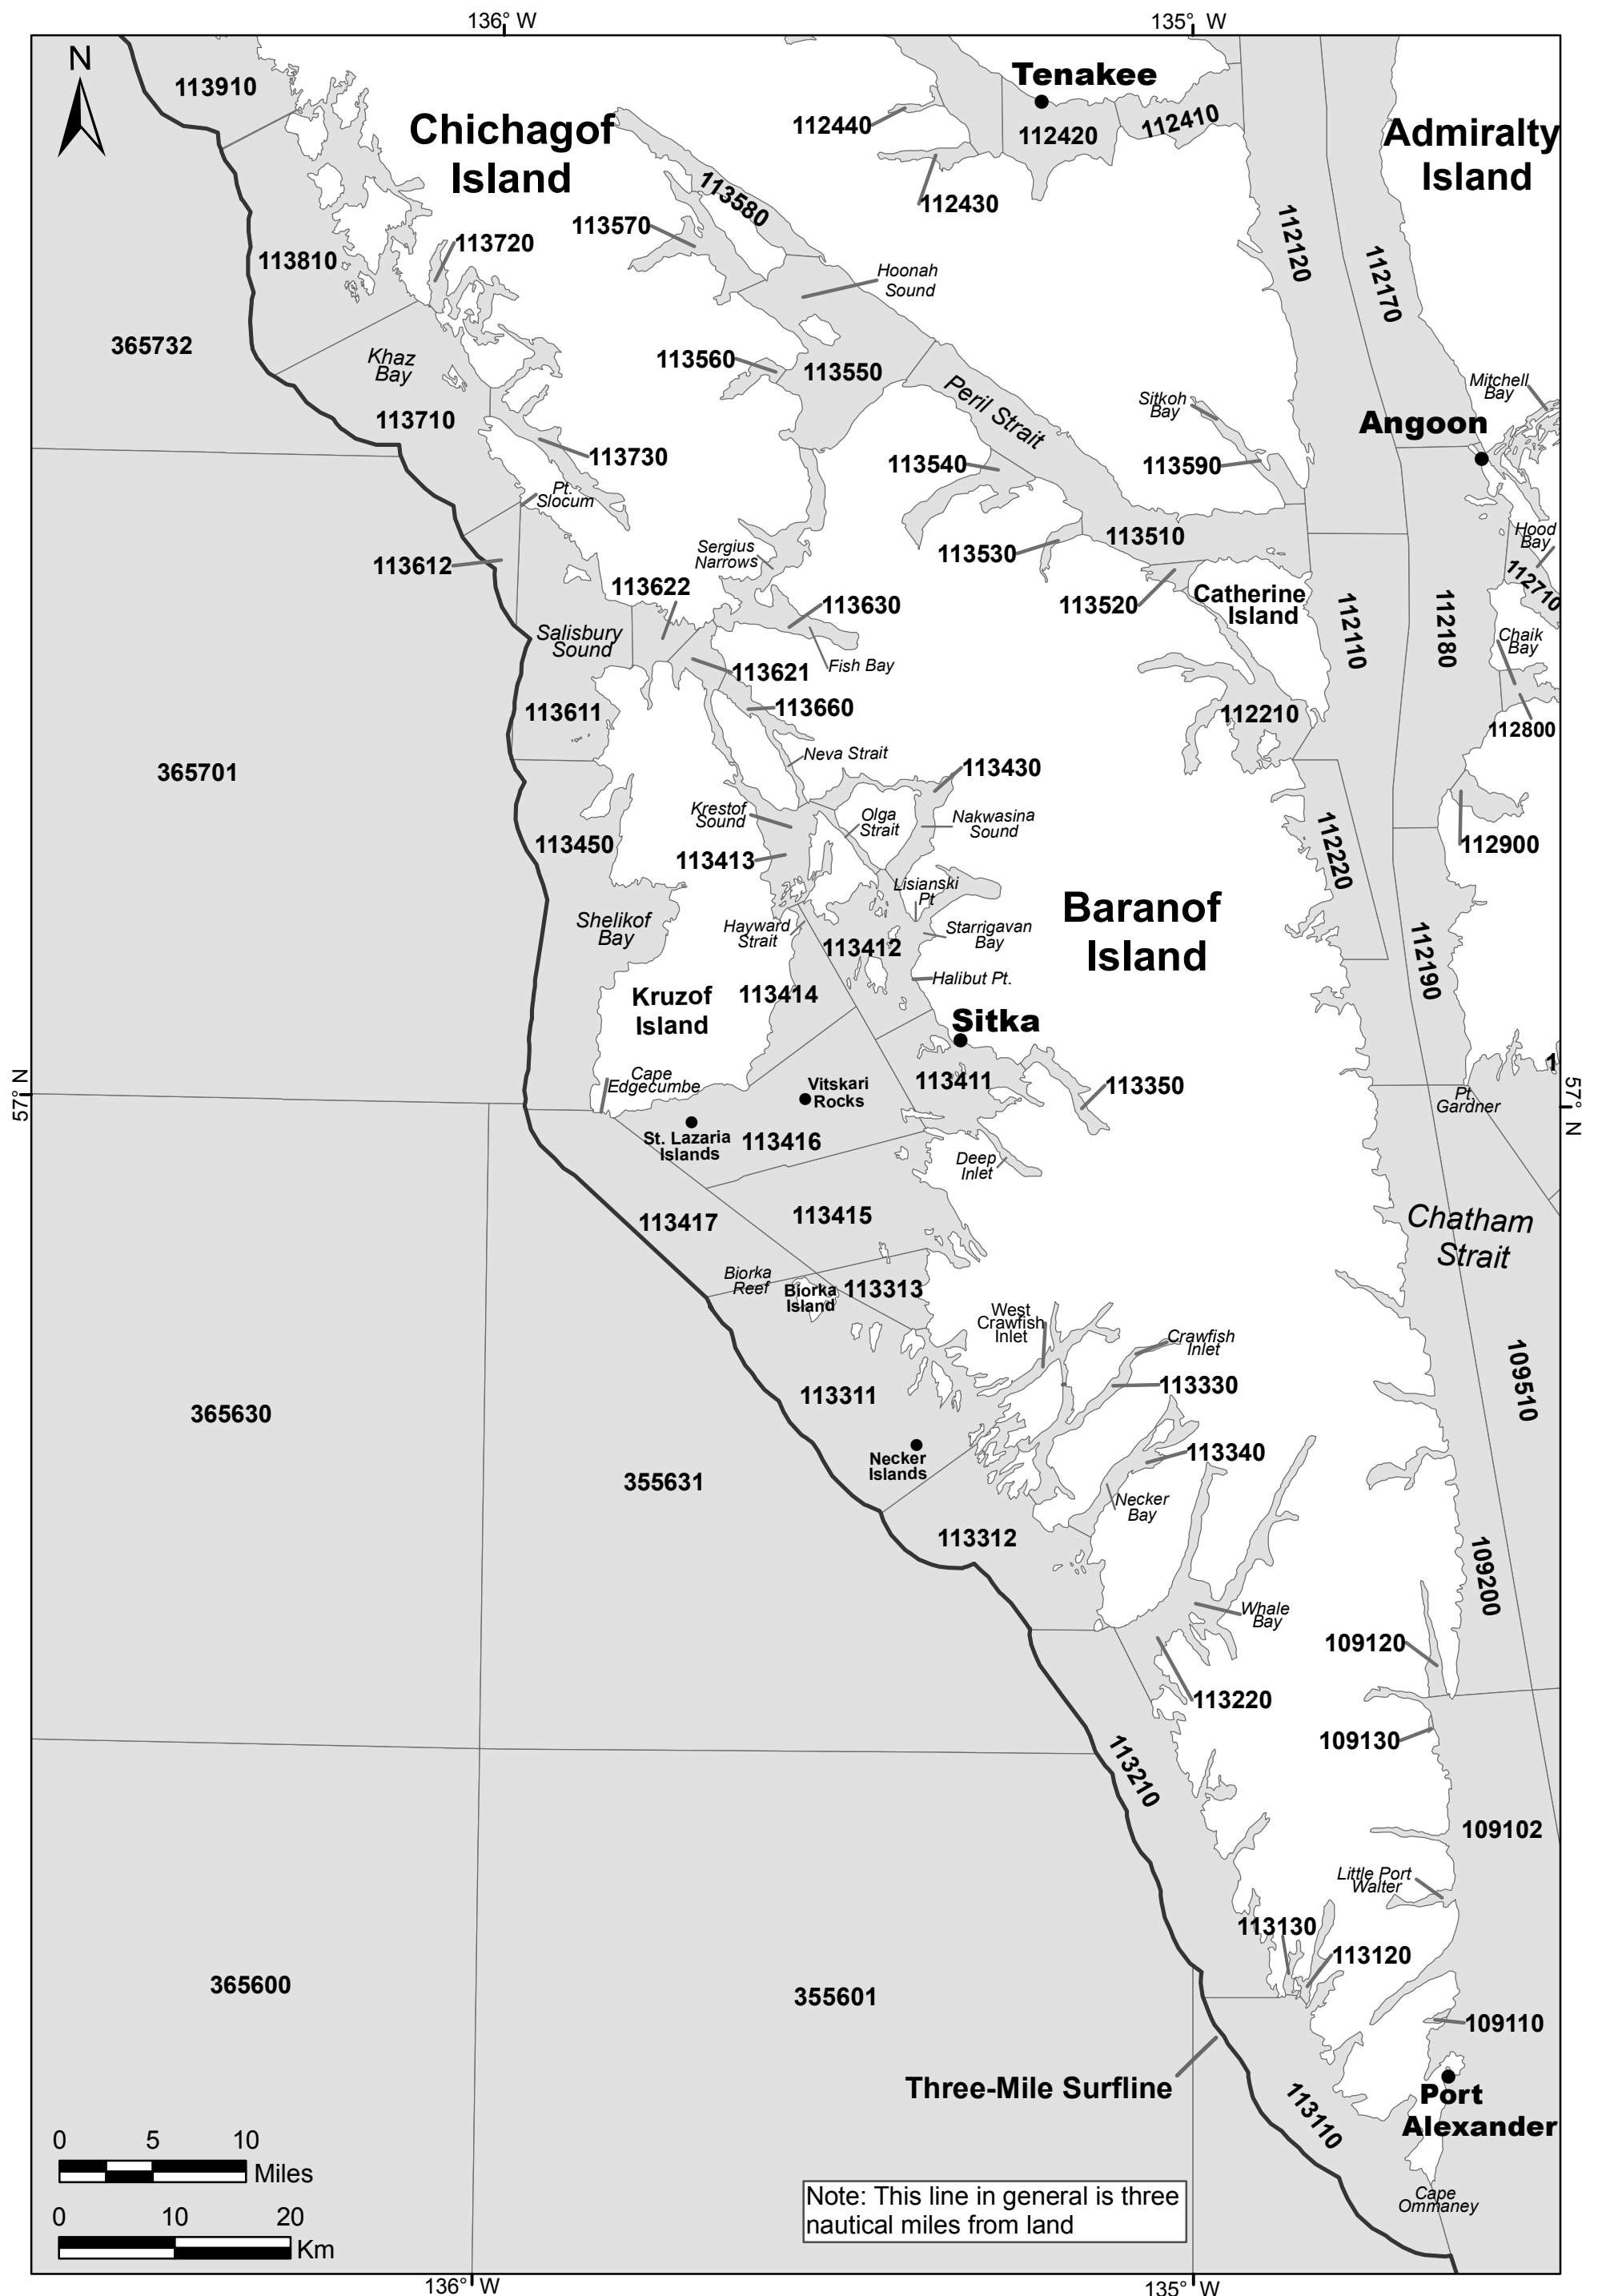 136° W
135° W
N
113910
Tenakee
112440
112420
112410
Chichagof
Island
Admiralty
Island
113580
112430
113570
113720
112120
113810
Hoonah
Sound
112170
365732
Khaz
Bay
113560
113550
Peril Strait
Sitkoh
Bay
Mitchell
Bay
113710
Angoon
113730
113540
113590
Pt.
Slocum
113612
Sergius
Narrows
113510
113530
Hood
Bay
113622
113630
113520
Catherine
Island
112710
Salisbury
Sound
112110
112180
Chaik
Bay
Fish Bay
113621
113611
113660
112210
112800
365701
Neva Strait
113430
Krestof
Sound
Olga
Strait
Nakwasina
Sound
113450
113413
112220
112900
Lisianski
Pt
Baranof
Island
Shelikof
Bay
Hayward
Strait
Starrigavan
Bay
113412
112190
Halibut Pt.
Kruzof
Island
113414
Sitka
1
57° N
Cape
Edgecumbe
Vitskari
Rocks
113411
113350
Pt.
Gardner
57° N
St. Lazaria
Islands
113416
Deep
Inlet
113417
113415
Chatham
Strait
Biorka
Reef
Biorka
Island
113313
West
Crawfish
Inlet
Crawfish
Inlet
113311
113330
109510
365630
Necker
Islands
113340
355631
Necker
Bay
113312
109200
Whale
Bay
109120
113220
109130
113210
109102
Little Port
Walter
113130
113120
365600
355601
109110
Three-Mile Surfline
Port
Alexander
113110
0 5 10
Miles
0 10 20
Km
Note: This line in general is three
nautical miles from land
Cape
Ommaney
136° W
135° W